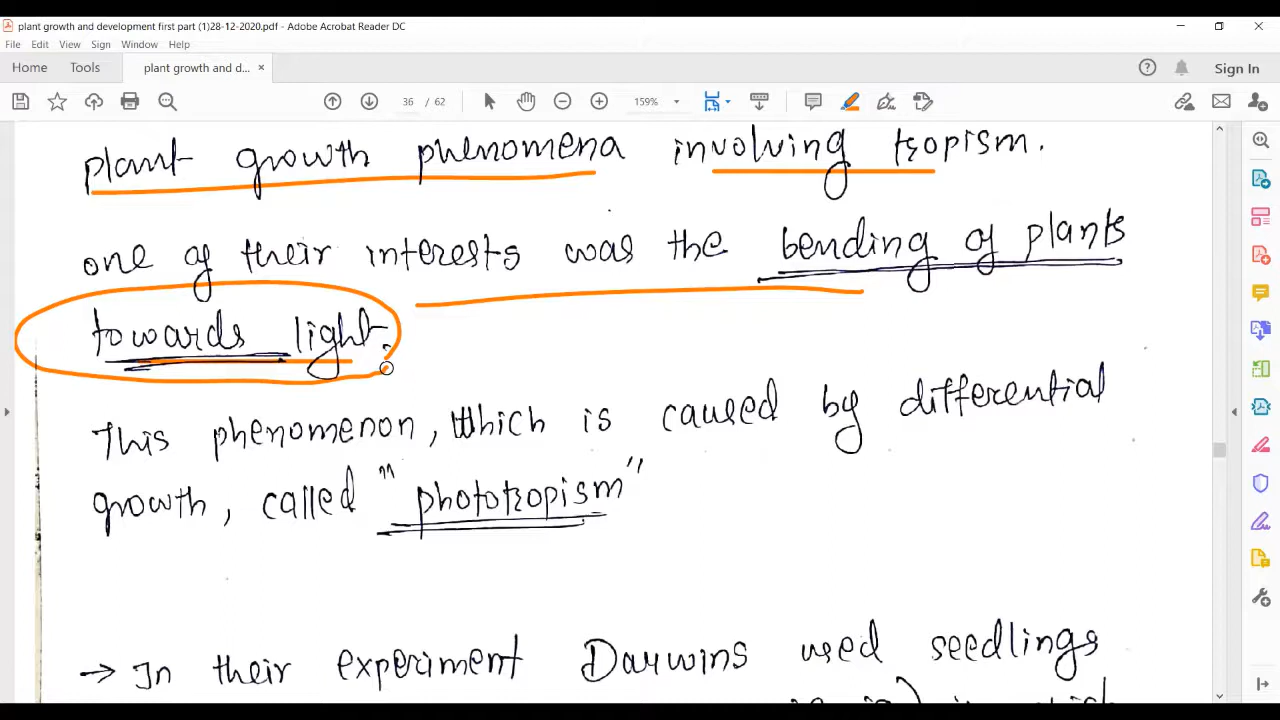 plant growth and development first part (1)28-12-2020.pdf - Adobe Acrobat Reader DC
File Edit View Sign Window Help
Home Tools plant growth and d... × Sign In
36 / 62 159%
plant growth phenomena involving tropism.
one of their interests was the bending of plants
towards light.
This phenomenon, Which is caused by differential
growth, called "phototropism"
→ In their experiment Darwins used seedlings
in which